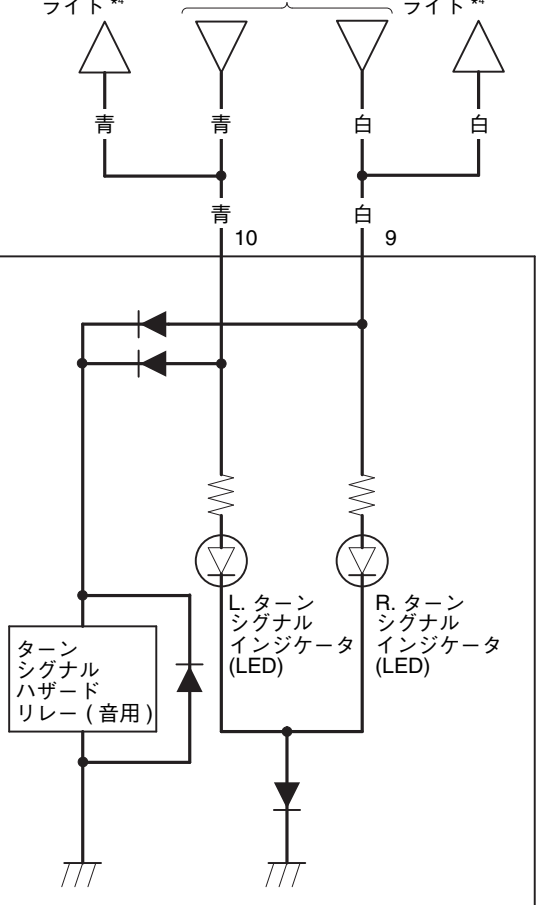 ライト *4
ライト *4
青
青
白
白
青
白
10
9
L. ターン
シグナル
インジケータ
(LED)
R. ターン
シグナル
インジケータ
(LED)
ターン
シグナル
ハザード
リレー ( 音用 )